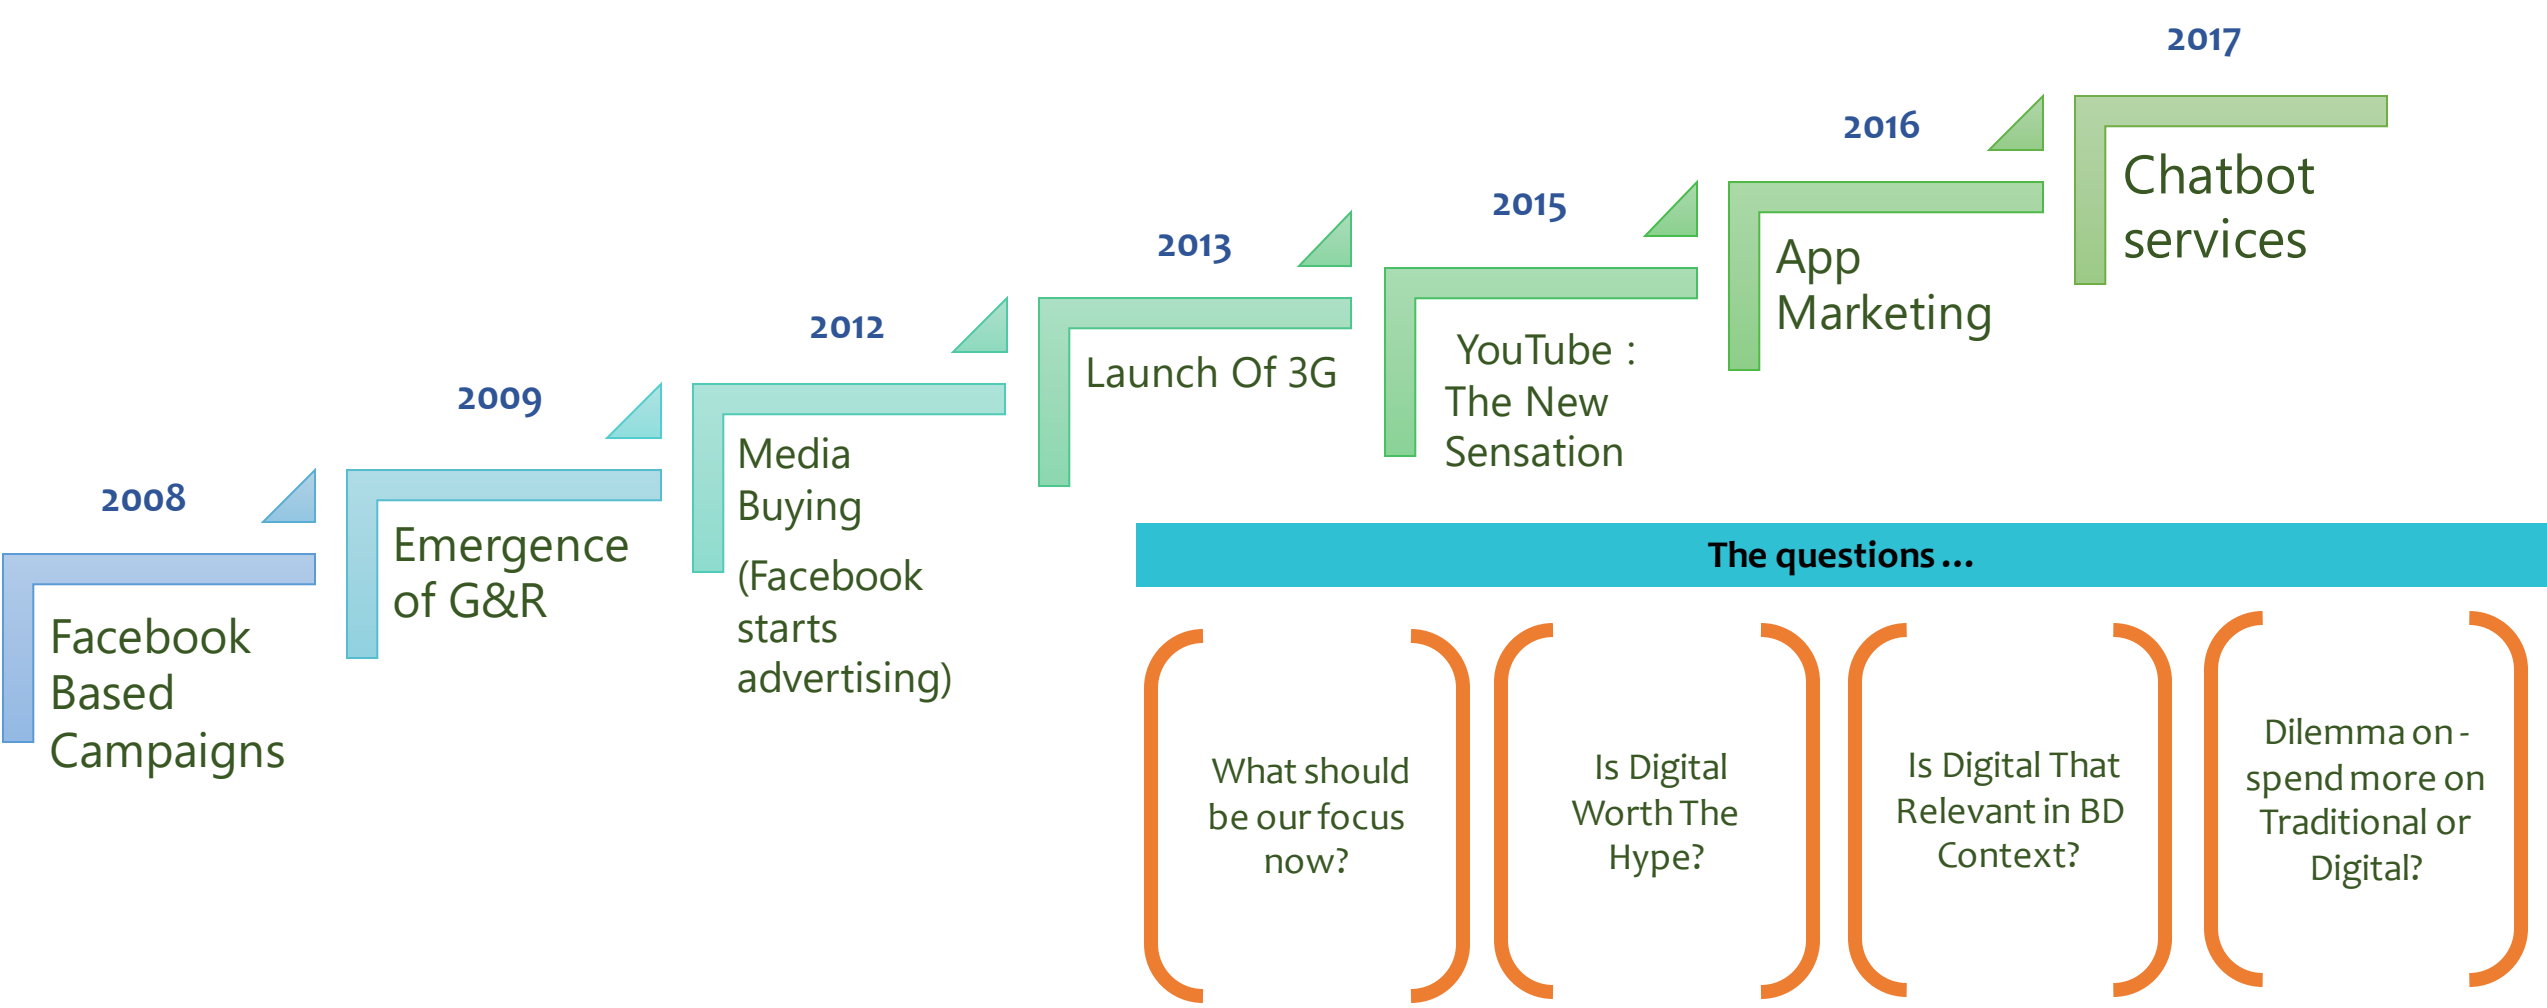 2008
Facebook
Based
Campaigns
2009
Emergence
of G&R
2012
Media
Buying
(Facebook
starts
advertising)
2013
Launch Of 3G
2015
YouTube :
The New
Sensation
2016
App
Marketing
2017
Chatbot
services
The questions ...
What should
be our focus
now?
Is Digital
Worth The
Hype?
Is Digital That
Relevant in BD
Context?
Dilemma on -
spend more on
Traditional or
Digital?